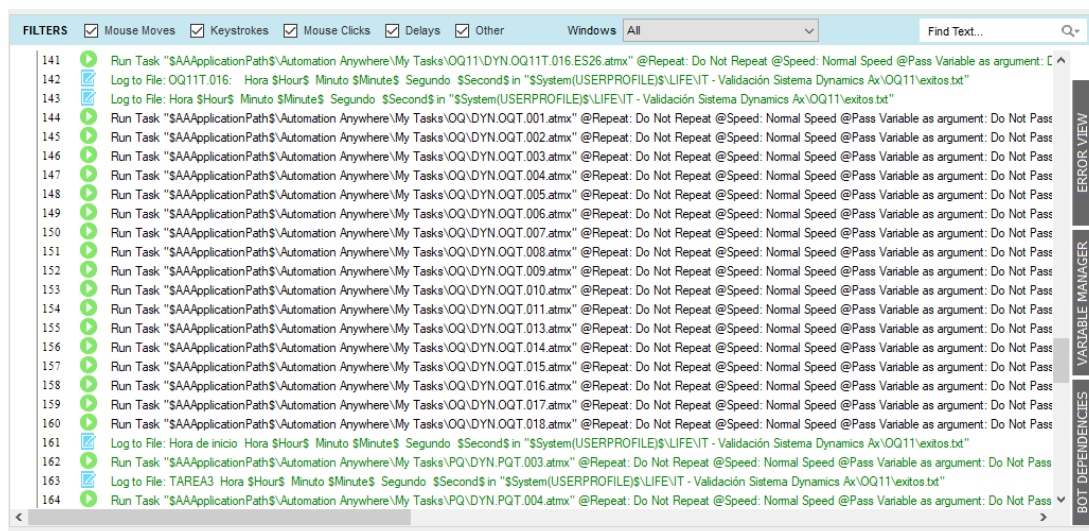 FILTERS Mouse Moves Keystrokes Mouse Clicks Delays Other Windows All Find Text...
141 Run Task "$AAApplicationPath$\Automation Anywhere\My Tasks\OQ11\DYN.OQ11T.016.ES26.atmx" @Repeat: Do Not Repeat @Speed: Normal Speed @Pass Variable as argument: D
142 Log to File: OQ11T.016: Hora $Hour$ Minuto $Minute$ Segundo $Second$ in "$System(USERPROFILE)$\LIFE\IT - Validación Sistema Dynamics Ax\OQ11\exitos.txt"
143 Log to File: Hora $Hour$ Minuto $Minute$ Segundo $Second$ in "$System(USERPROFILE)$\LIFE\IT - Validación Sistema Dynamics Ax\OQ11\exitos.txt"
144 Run Task "$AAApplicationPath$\Automation Anywhere\My Tasks\OQ\DYN.OQT.001.atmx" @Repeat: Do Not Repeat @Speed: Normal Speed @Pass Variable as argument: Do Not Pass
145 Run Task "$AAApplicationPath$\Automation Anywhere\My Tasks\OQ\DYN.OQT.002.atmx" @Repeat: Do Not Repeat @Speed: Normal Speed @Pass Variable as argument: Do Not Pass
146 Run Task "$AAApplicationPath$\Automation Anywhere\My Tasks\OQ\DYN.OQT.003.atmx" @Repeat: Do Not Repeat @Speed: Normal Speed @Pass Variable as argument: Do Not Pass
147 Run Task "$AAApplicationPath$\Automation Anywhere\My Tasks\OQ\DYN.OQT.004.atmx" @Repeat: Do Not Repeat @Speed: Normal Speed @Pass Variable as argument: Do Not Pass
148 Run Task "$AAApplicationPath$\Automation Anywhere\My Tasks\OQ\DYN.OQT.005.atmx" @Repeat: Do Not Repeat @Speed: Normal Speed @Pass Variable as argument: Do Not Pass
149 Run Task "$AAApplicationPath$\Automation Anywhere\My Tasks\OQ\DYN.OQT.006.atmx" @Repeat: Do Not Repeat @Speed: Normal Speed @Pass Variable as argument: Do Not Pass
150 Run Task "$AAApplicationPath$\Automation Anywhere\My Tasks\OQ\DYN.OQT.007.atmx" @Repeat: Do Not Repeat @Speed: Normal Speed @Pass Variable as argument: Do Not Pass
151 Run Task "$AAApplicationPath$\Automation Anywhere\My Tasks\OQ\DYN.OQT.008.atmx" @Repeat: Do Not Repeat @Speed: Normal Speed @Pass Variable as argument: Do Not Pass
152 Run Task "$AAApplicationPath$\Automation Anywhere\My Tasks\OQ\DYN.OQT.009.atmx" @Repeat: Do Not Repeat @Speed: Normal Speed @Pass Variable as argument: Do Not Pass
153 Run Task "$AAApplicationPath$\Automation Anywhere\My Tasks\OQ\DYN.OQT.010.atmx" @Repeat: Do Not Repeat @Speed: Normal Speed @Pass Variable as argument: Do Not Pass
154 Run Task "$AAApplicationPath$\Automation Anywhere\My Tasks\OQ\DYN.OQT.011.atmx" @Repeat: Do Not Repeat @Speed: Normal Speed @Pass Variable as argument: Do Not Pass
155 Run Task "$AAApplicationPath$\Automation Anywhere\My Tasks\OQ\DYN.OQT.013.atmx" @Repeat: Do Not Repeat @Speed: Normal Speed @Pass Variable as argument: Do Not Pass
156 Run Task "$AAApplicationPath$\Automation Anywhere\My Tasks\OQ\DYN.OQT.014.atmx" @Repeat: Do Not Repeat @Speed: Normal Speed @Pass Variable as argument: Do Not Pass
157 Run Task "$AAApplicationPath$\Automation Anywhere\My Tasks\OQ\DYN.OQT.015.atmx" @Repeat: Do Not Repeat @Speed: Normal Speed @Pass Variable as argument: Do Not Pass
158 Run Task "$AAApplicationPath$\Automation Anywhere\My Tasks\OQ\DYN.OQT.016.atmx" @Repeat: Do Not Repeat @Speed: Normal Speed @Pass Variable as argument: Do Not Pass
159 Run Task "$AAApplicationPath$\Automation Anywhere\My Tasks\OQ\DYN.OQT.017.atmx" @Repeat: Do Not Repeat @Speed: Normal Speed @Pass Variable as argument: Do Not Pass
160 Run Task "$AAApplicationPath$\Automation Anywhere\My Tasks\OQ\DYN.OQT.018.atmx" @Repeat: Do Not Repeat @Speed: Normal Speed @Pass Variable as argument: Do Not Pass
161 Log to File: Hora de inicio Hora $Hour$ Minuto $Minute$ Segundo $Second$ in "$System(USERPROFILE)$\LIFE\IT - Validación Sistema Dynamics Ax\OQ11\exitos.txt"
162 Run Task "$AAApplicationPath$\Automation Anywhere\My Tasks\PQ\DYN.PQT.003.atmx" @Repeat: Do Not Repeat @Speed: Normal Speed @Pass Variable as argument: Do Not Pass
163 Log to File: TAREA3 Hora $Hour$ Minuto $Minute$ Segundo $Second$ in "$System(USERPROFILE)$\LIFE\IT - Validación Sistema Dynamics Ax\OQ11\exitos.txt"
164 Run Task "$AAApplicationPath$\Automation Anywhere\My Tasks\PQ\DYN.PQT.004.atmx" @Repeat: Do Not Repeat @Speed: Normal Speed @Pass Variable as argument: Do Not Pass
ERROR VIEW
VARIABLE MANAGER
BOT DEPENDENCIES